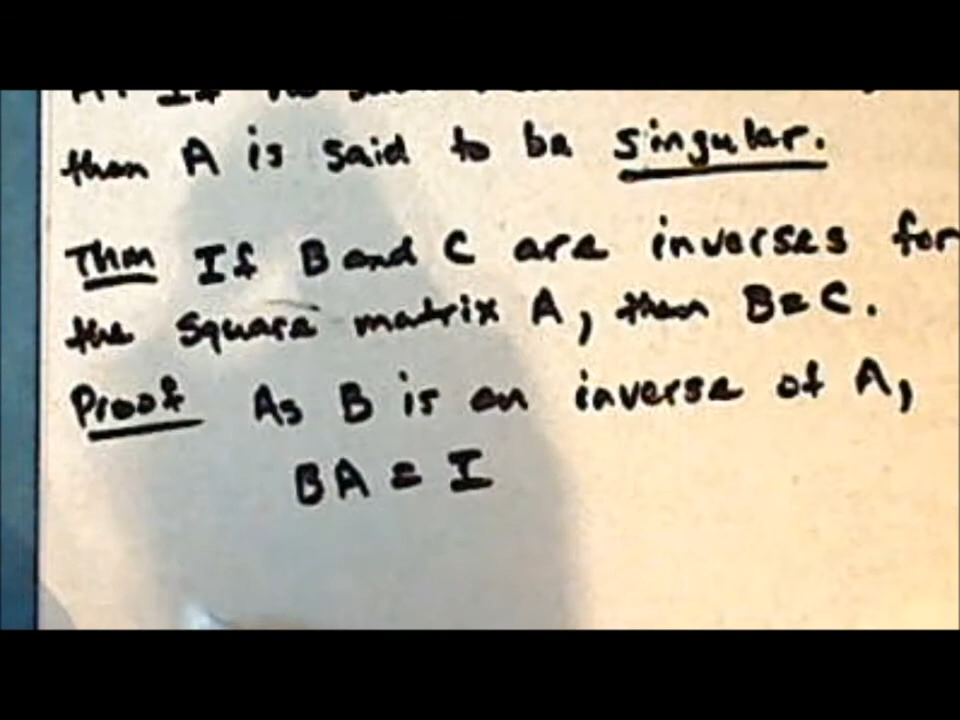 then A is said to be singular.
Thm If B and C are inverses for
the square matrix A, then B=C.
Proof As B is an inverse of A,
BA = I